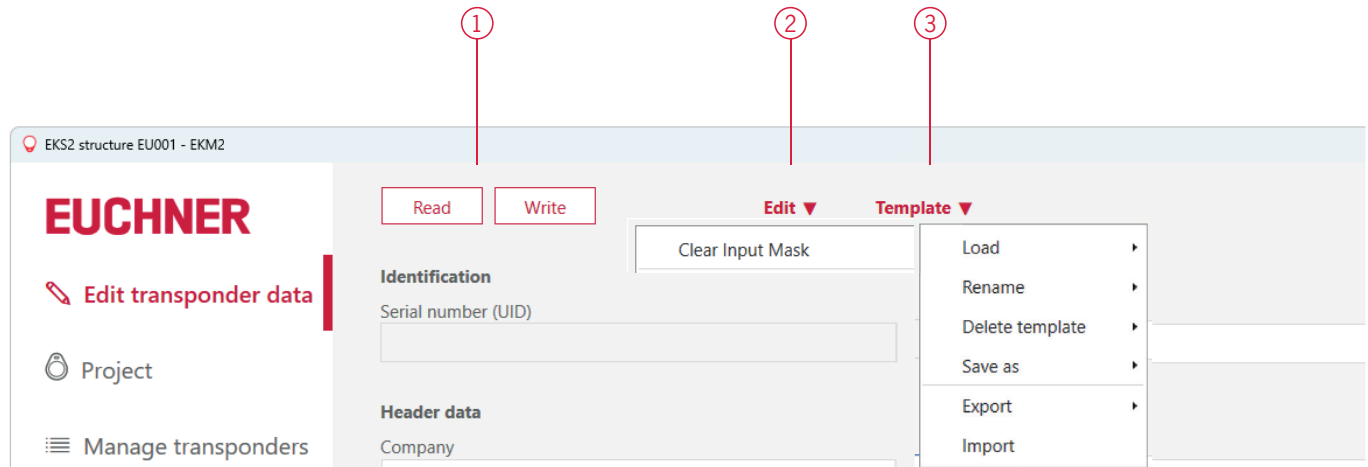 1 2 3
EKS2 structure EU001 - EKM2
EUCHNER
Read Write Edit ▼ Template ▼
Clear Input Mask
Load
Rename
Delete template
Save as
Export
Import
Edit transponder data
Project
Manage transponders
Identification
Serial number (UID)
Header data
Company